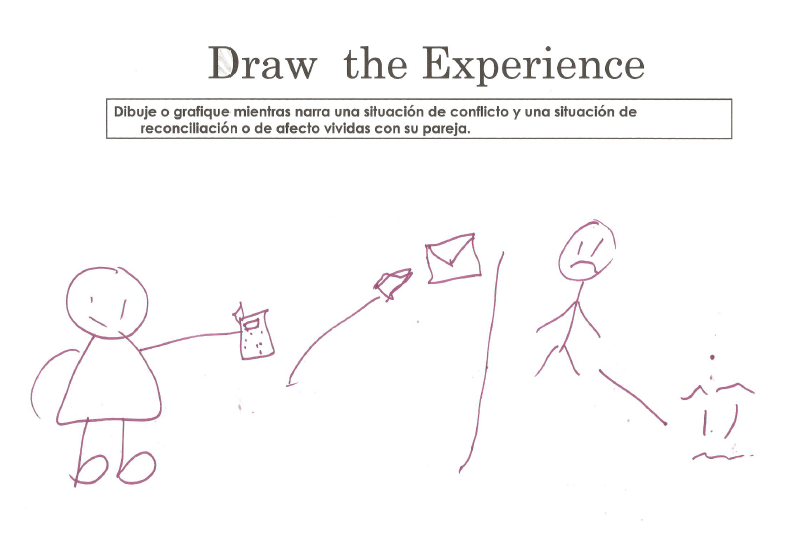 Draw the Experience
Dibuje o grafique mientras narra una situación de conflicto y una situación de
reconciliación o de afecto vividas con su pareja.